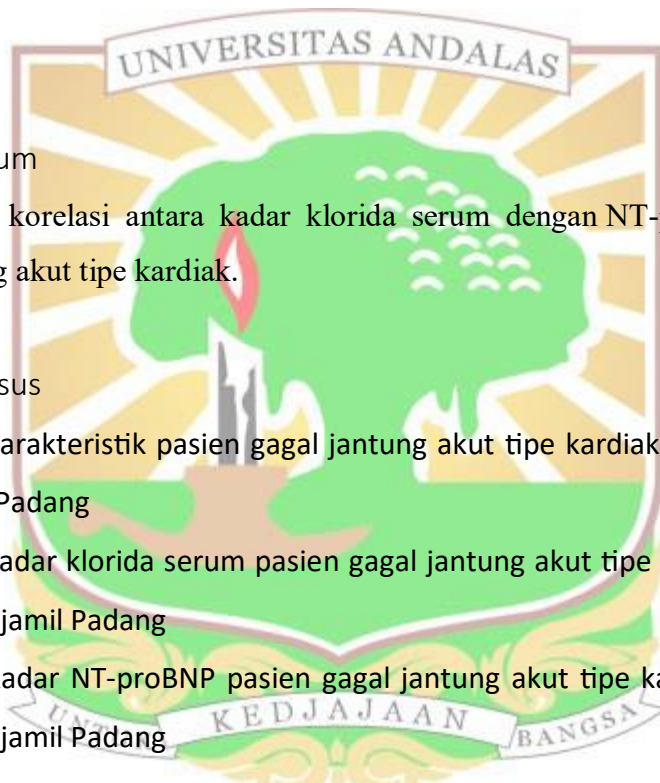 UNIVERSITAS ANDALAS
um
korelasi antara kadar klorida serum dengan NT-
g akut tipe kardiak.
sus
arakteristik pasien gagal jantung akut tipe kardiak
Padang
adar klorida serum pasien gagal jantung akut tipe
jamil Padang
adar NT-proBNP pasien gagal jantung akut tipe ka
jamil Padang
UNTUK KEDJAJAAN BANGSA